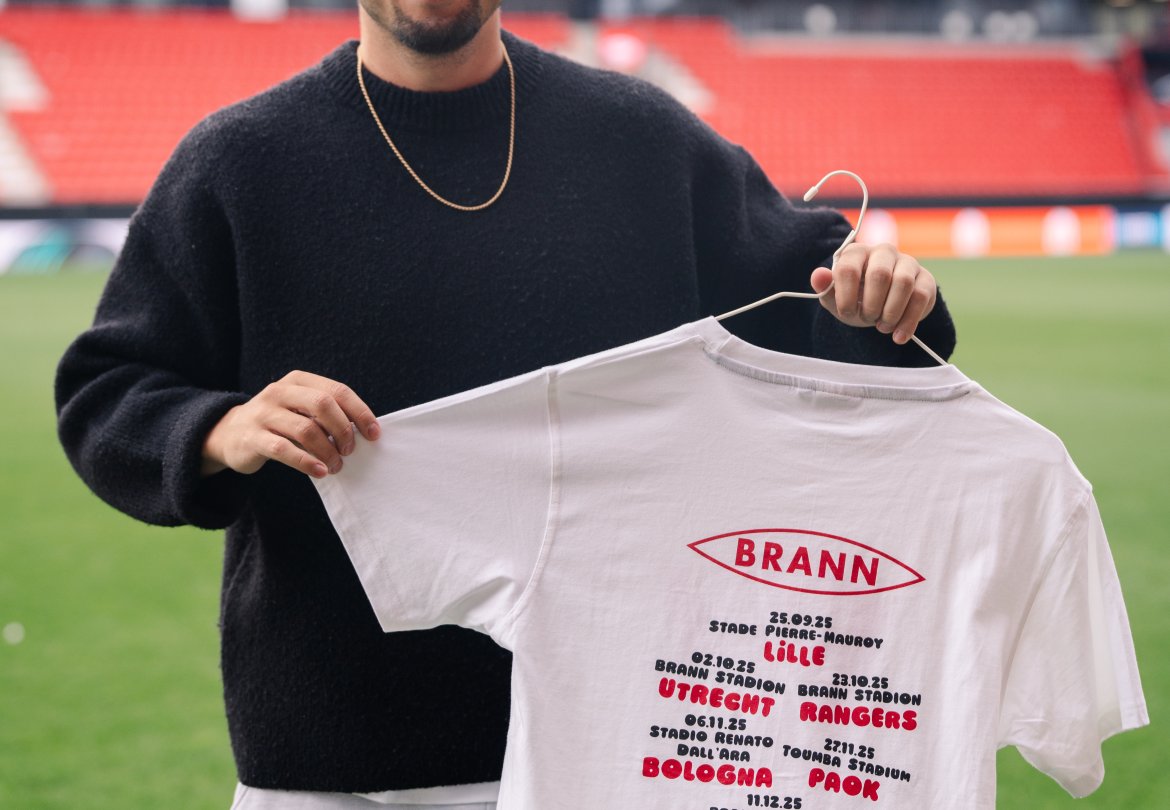 BRANN
25.09.25
STADE PIERRE-MAUROY
LILLE
02.10.25
BRANN STADION
UTRECHT
23.10.25
BRANN STADION
RANGERS
06.11.25
STADIO RENATO
DALL'ARA
BOLOGNA
27.11.25
TOUMBA STADIUM
PAOK
11.12.25